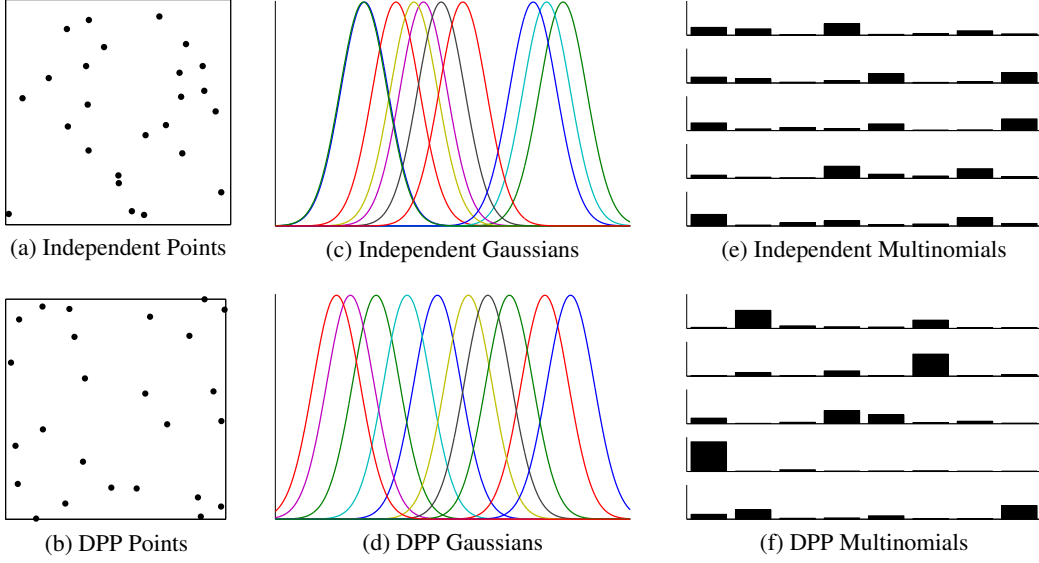 (a) Independent Points
(c) Independent Gaussians
(e) Independent Multinomials
(b) DPP Points
(d) DPP Gaussians
(f) DPP Multinomials